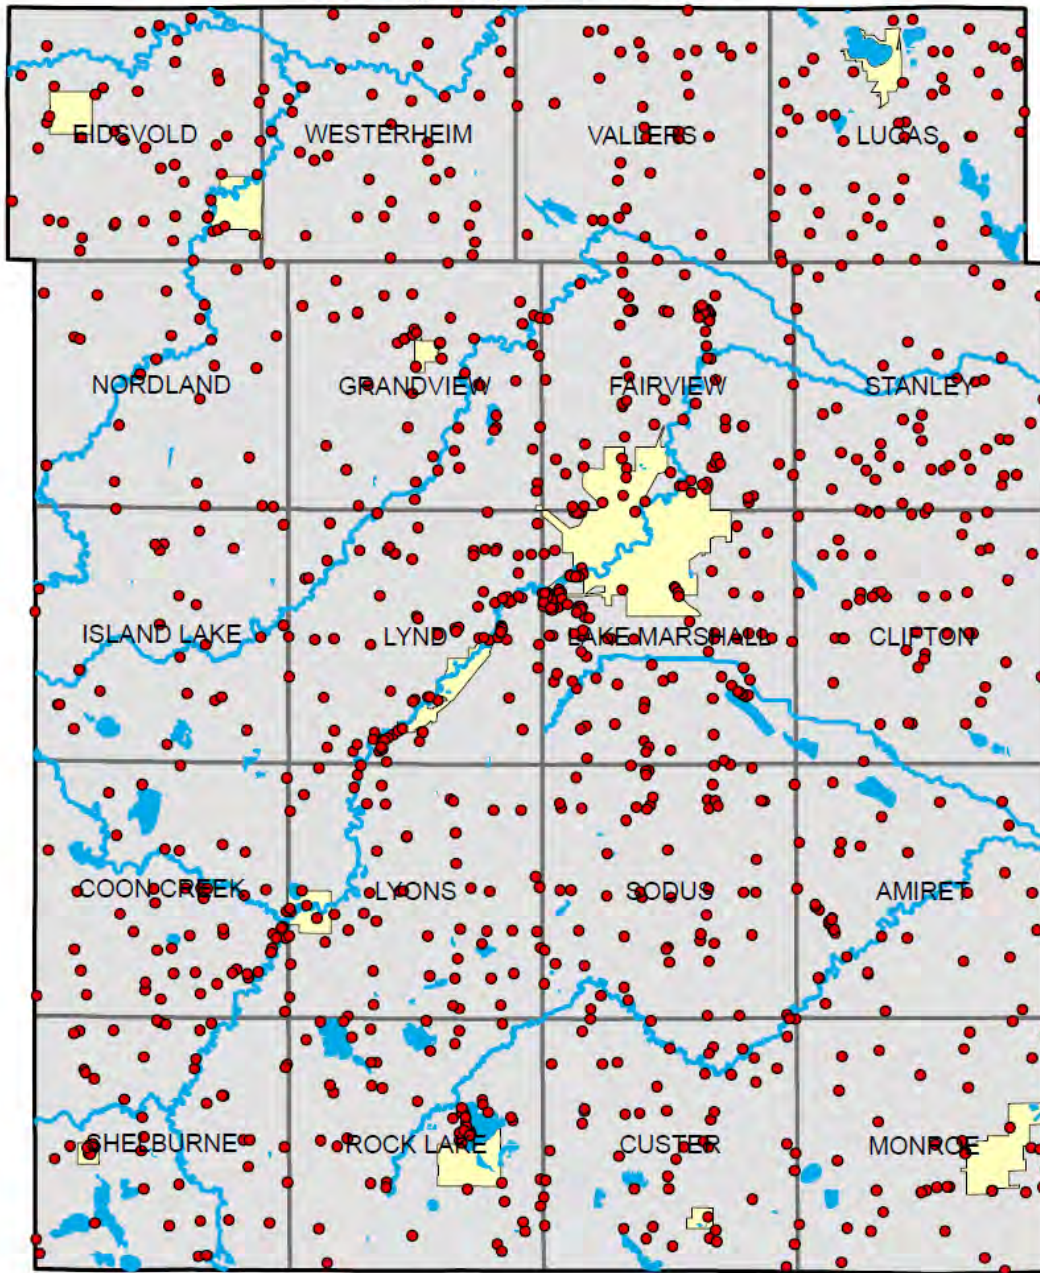 EIDSVOLD
WESTERHEIM
VALLERS
LUCAS
NORDLAND
GRANDVIEW
FAIRVIEW
STANLEY
ISLAND LAKE
LYND
LAKE MARSHALL
CLIFTON
COON CREEK
LYONS
SODUS
AMIRET
SHELBURNE
ROCK LAKE
CUSTER
MONROE